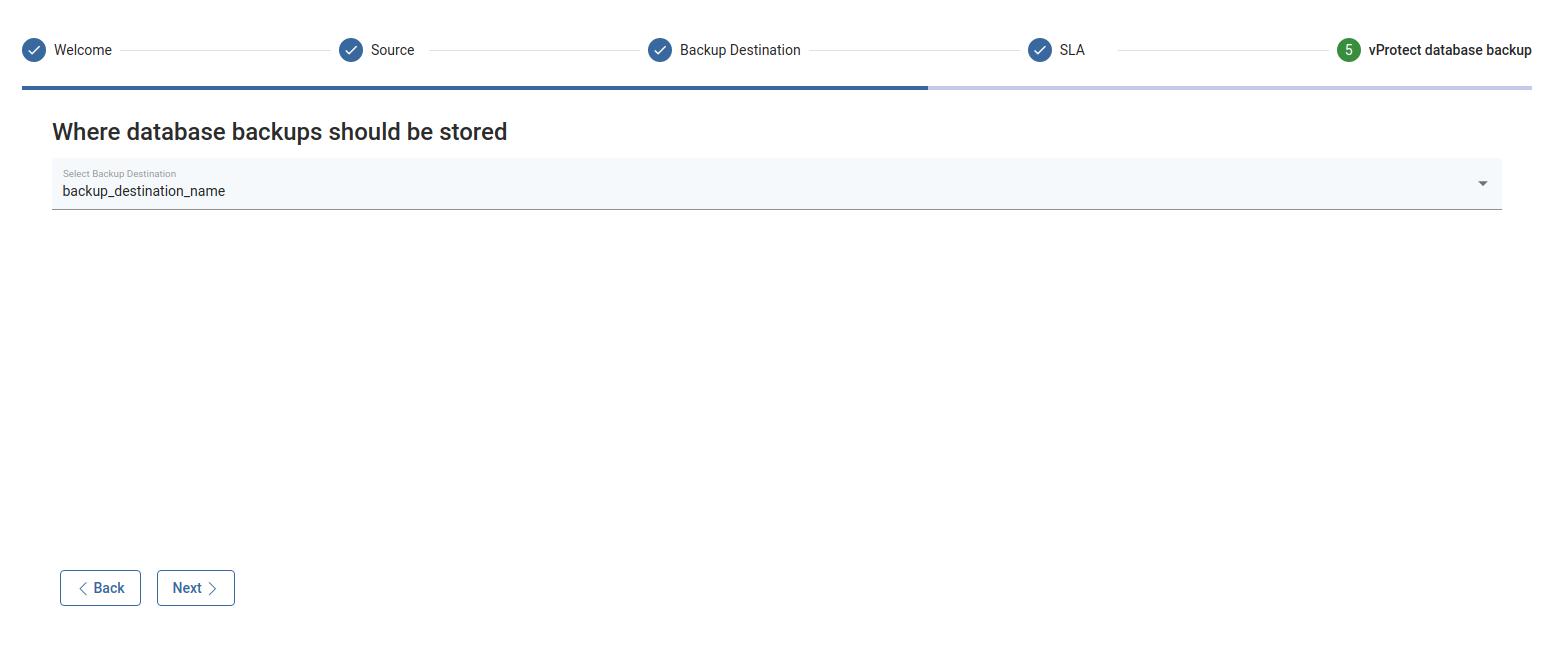 Welcome
Source
Backup Destination
SLA
5 vProtect database backup
Where database backups should be stored
Select Backup Destination
backup_destination_name
Back
Next